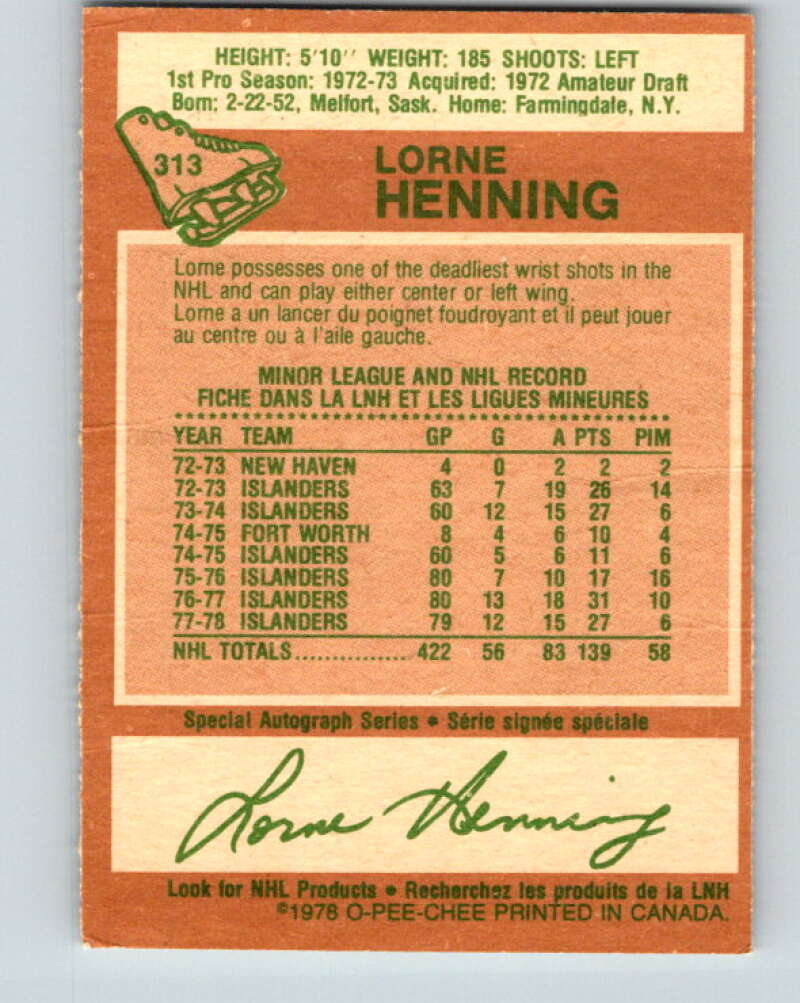 HEIGHT: 5'10'' WEIGHT: 185 SHOOTS: LEFT
1st Pro Season: 1972-73 Acquired: 1972 Amateur Draft
Born: 2-22-52, Melfort, Sask. Home: Farmingdale, N.Y.
313
LORNE
HENNING
Lorne possesses one of the deadliest wrist shots in the
NHL and can play either center or left wing.
Lorne a un lancer du poignet foudroyant et il peut jouer
au centre ou à l'aile gauche.
MINOR LEAGUE AND NHL RECORD
FICHE DANS LA LNH ET LES LIGUES MINEURES
YEAR TEAM GP G A PTS PIM
72-73 NEW HAVEN 4 0 2 2 2
72-73 ISLANDERS 63 7 19 26 14
73-74 ISLANDERS 60 12 15 27 6
74-75 FORT WORTH 8 4 6 10 4
74-75 ISLANDERS 60 5 6 11 6
75-76 ISLANDERS 80 7 10 17 16
76-77 ISLANDERS 80 13 18 31 10
77-78 ISLANDERS 79 12 15 27 6
NHL TOTALS............... 422 56 83 139 58
Special Autograph Series • Série signée spéciale
Lorne Henning
Look for NHL Products • Recherchez les produits de la LNH
©1978 O-PEE-CHEE PRINTED IN CANADA.